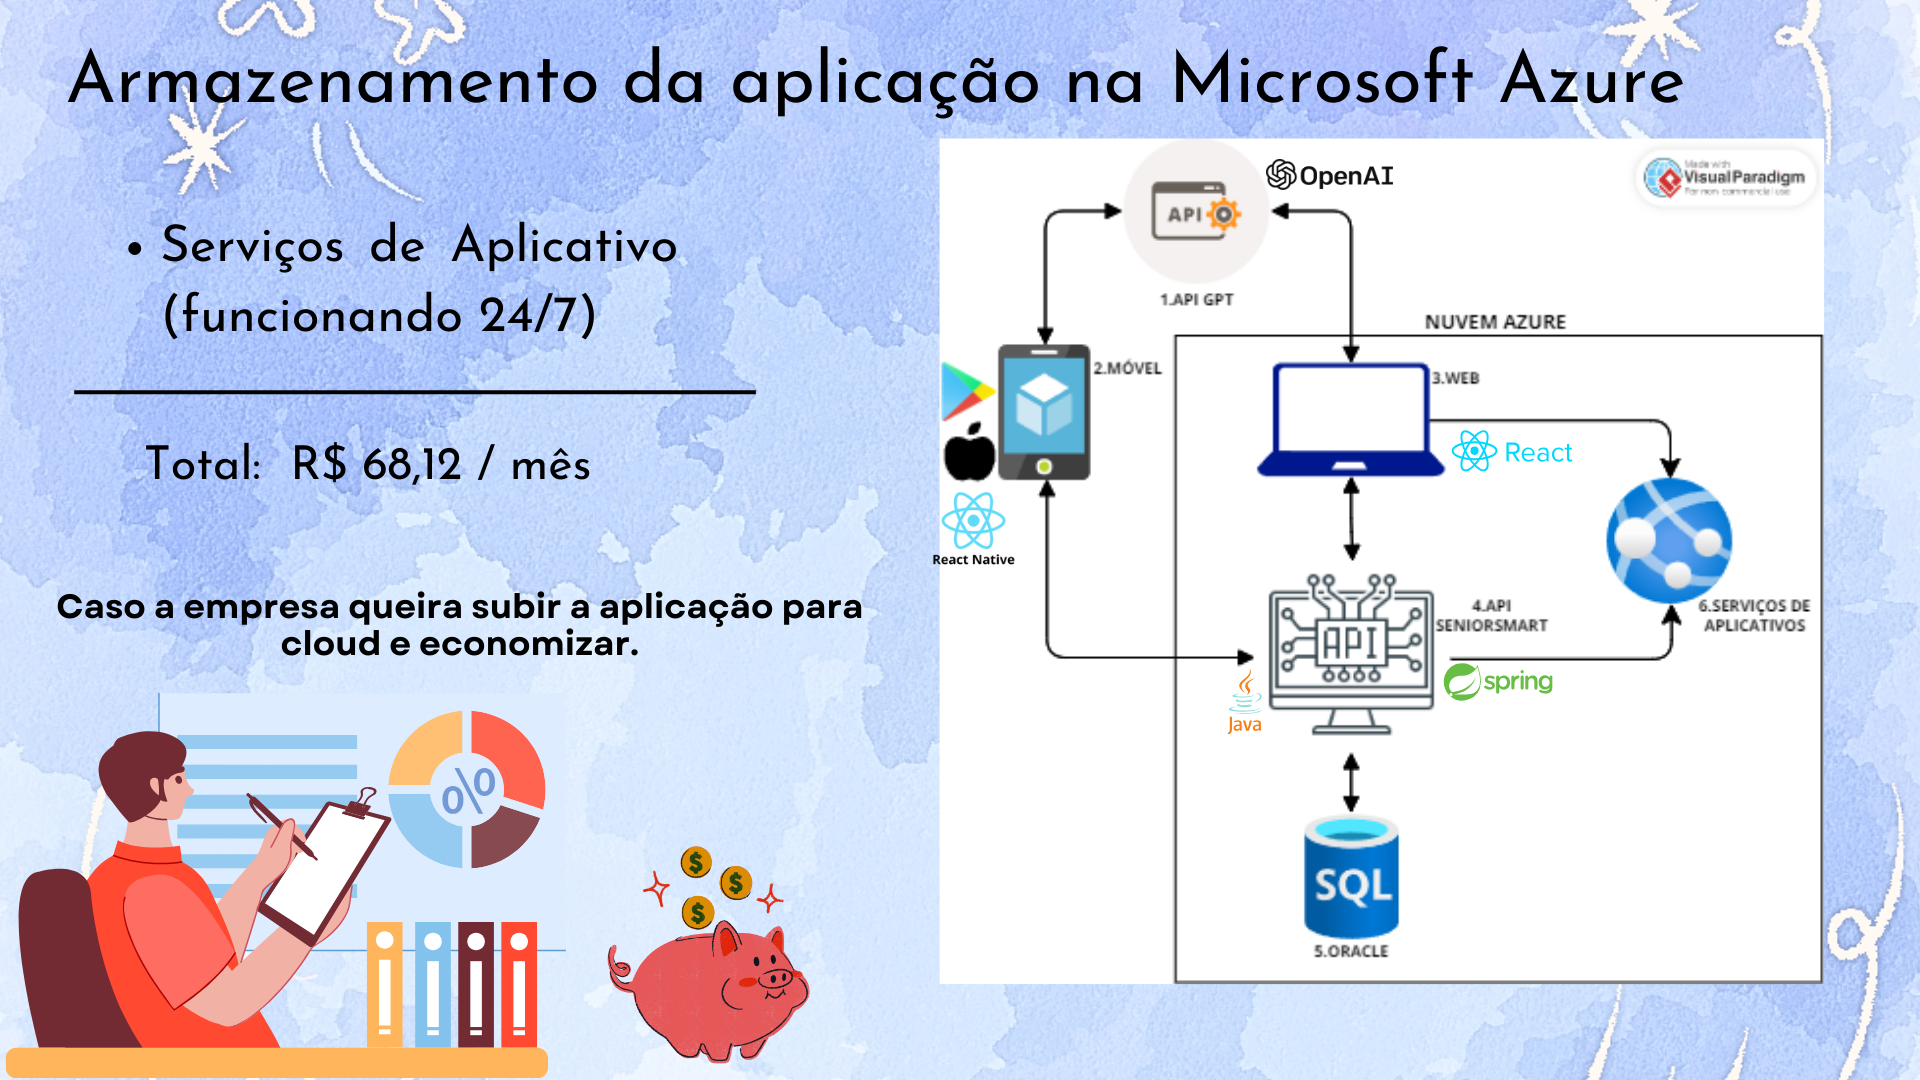 Armazenamento da aplicação na Microsoft Azure
• Serviços de Aplicativo
(funcionando 24/7)
Total: R$ 68,12 / mês
Caso a empresa queira subir a aplicação para
cloud e economizar.
%
$
$
$
OpenAI
Made with
Visual Paradigm
For non-commercial use
API
1.API GPT
NUVEM AZURE
2.MÓVEL
3.WEB
React
React Native
4.API
SENIORSMART
6.SERVIÇOS DE
APLICATIVOS
API
spring
Java
SQL
5.ORACLE